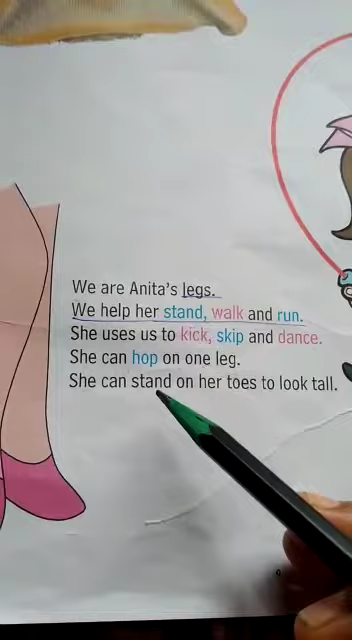 We are Anita's legs.
We help her stand, walk and run.
She uses us to kick, skip and dance.
She can hop on one leg.
She can stand on her toes to look tall.